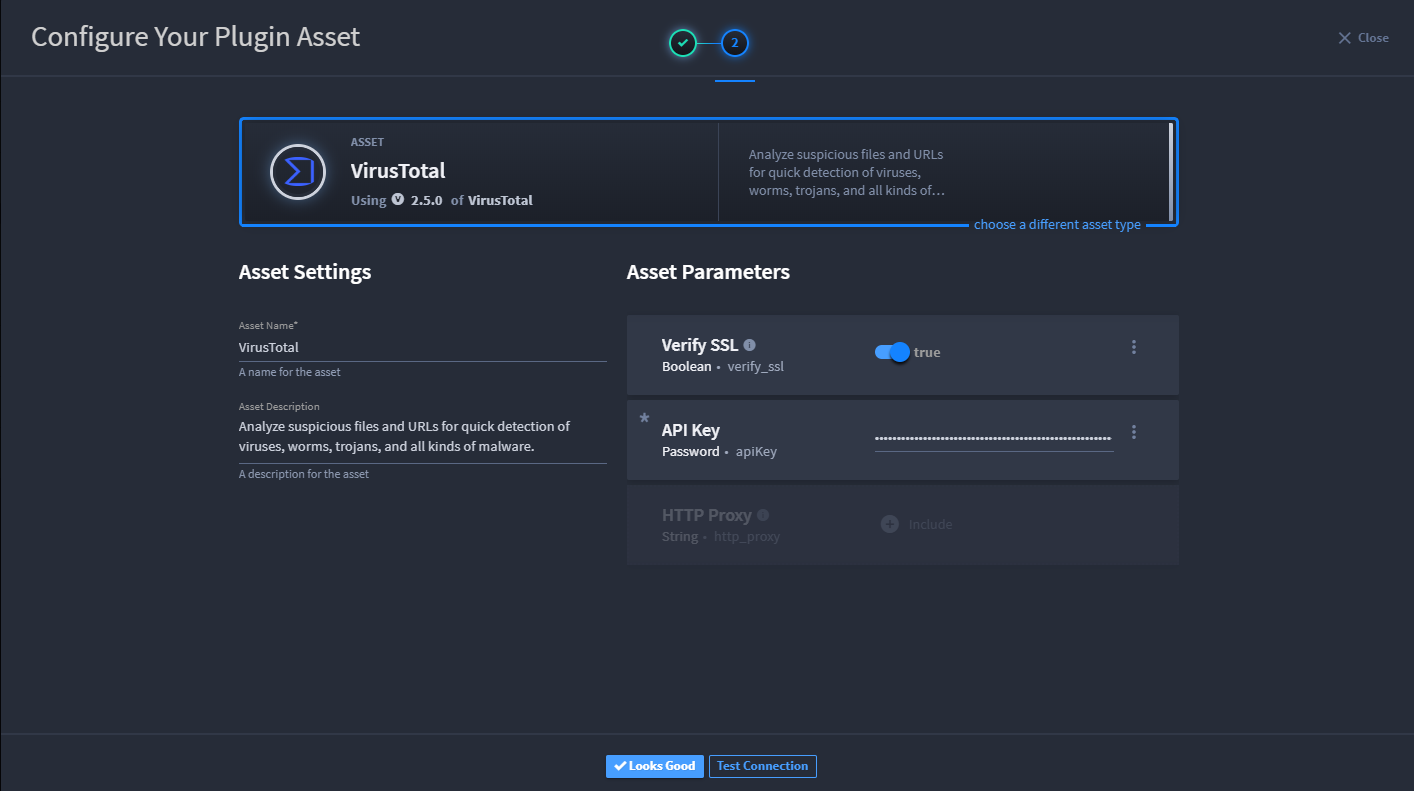 Configure Your Plugin Asset
2
Close
ASSET
VirusTotal
Using V 2.5.0 of VirusTotal
Analyze suspicious files and URLs
for quick detection of viruses,
worms, trojans, and all kinds of…
choose a different asset type
Asset Settings
Asset Name*
VirusTotal
A name for the asset
Asset Description
Analyze suspicious files and URLs for quick detection of
viruses, worms, trojans, and all kinds of malware.
A description for the asset
Asset Parameters
Verify SSL
Boolean • verify_ssl
true
*
API Key
Password • apiKey
HTTP Proxy
String • http_proxy
Include
Looks Good
Test Connection